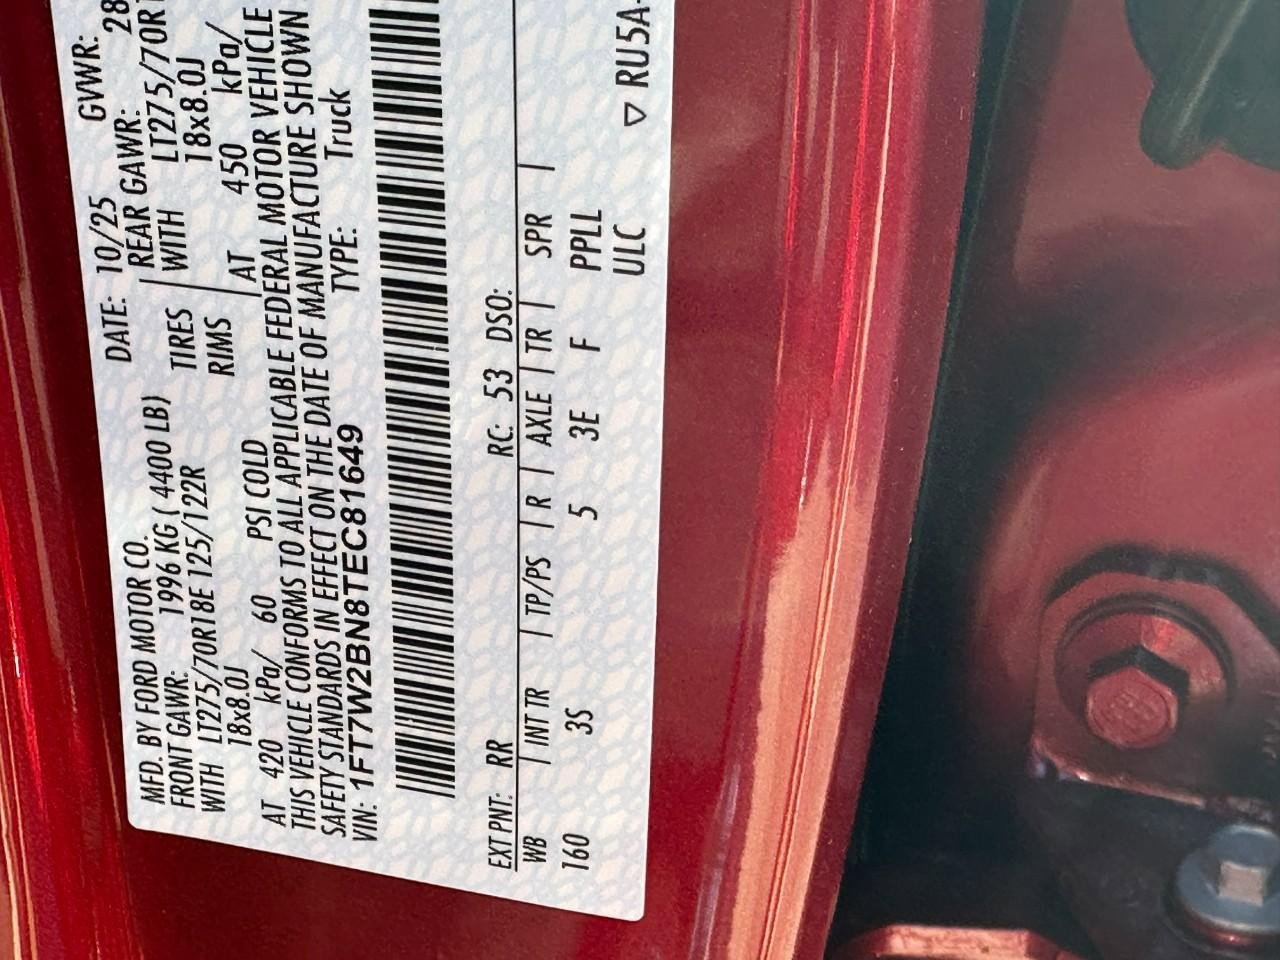 MFD. BY FORD MOTOR CO.
DATE: 10/25 GVWR: 28
FRONT GAWR: 1996 KG ( 4400 LB)
REAR GAWR:
WITH LT275/70R18E 125/122R
TIRES WITH LT275/70R1
18x8.0J
RIMS 18x8.0J
AT 420 kPa/ 60 PSI COLD
AT 450 kPa/
THIS VEHICLE CONFORMS TO ALL APPLICABLE FEDERAL MOTOR VEHICLE
SAFETY STANDARDS IN EFFECT ON THE DATE OF MANUFACTURE SHOWN
VIN: 1FT7W2BN8TEC81649
TYPE: Truck
EXT PNT: RR RC: 53 DSO:
WB | INT TR | TP/PS | R | AXLE | TR | SPR |
160 3S 5 3E F PPLL
ULC
▽ RU5A-